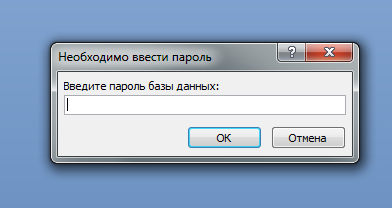 Необходимо ввести пароль
Введите пароль базы данных:
ОК
Отмена